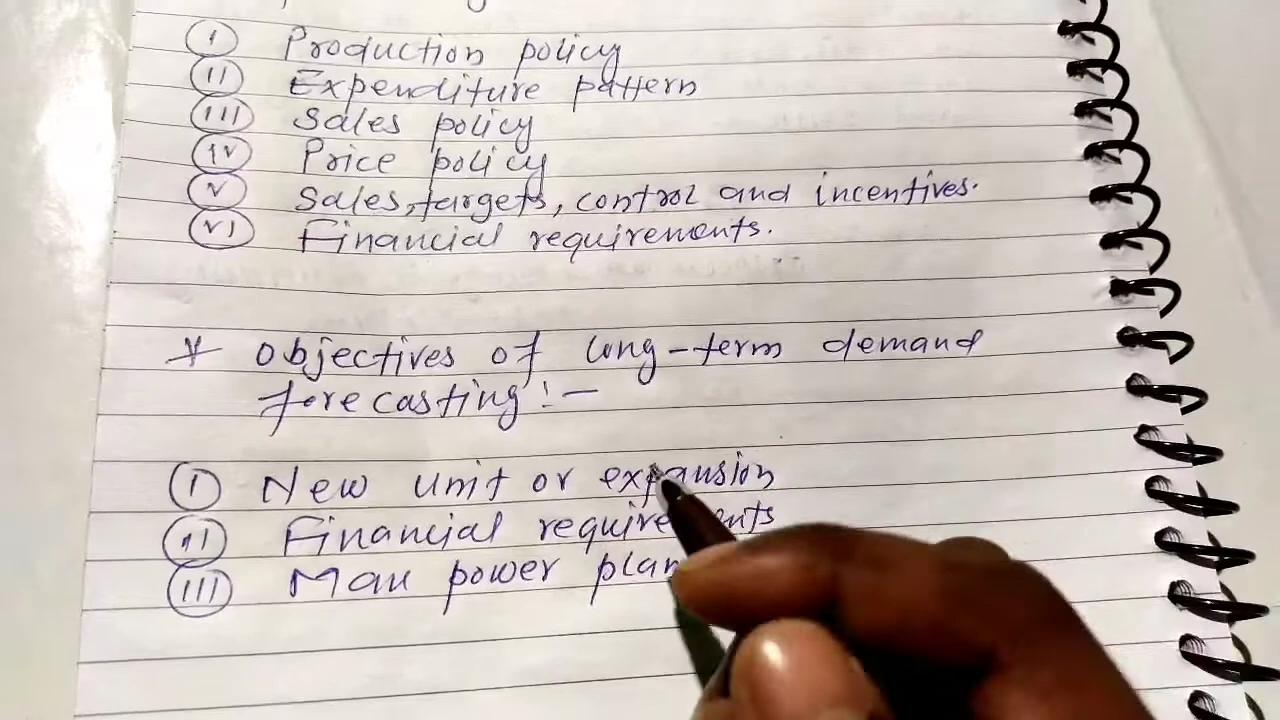 (i) Production policy
(ii) Expenditure pattern
(iii) Sales policy
(iv) Price policy
(v) Sales, targets, control and incentives.
(vi) Financial requirements.
* Objectives of long-term demand
forecasting :-
(i) New unit or expansion
(ii) Financial requirements
(iii) Man power